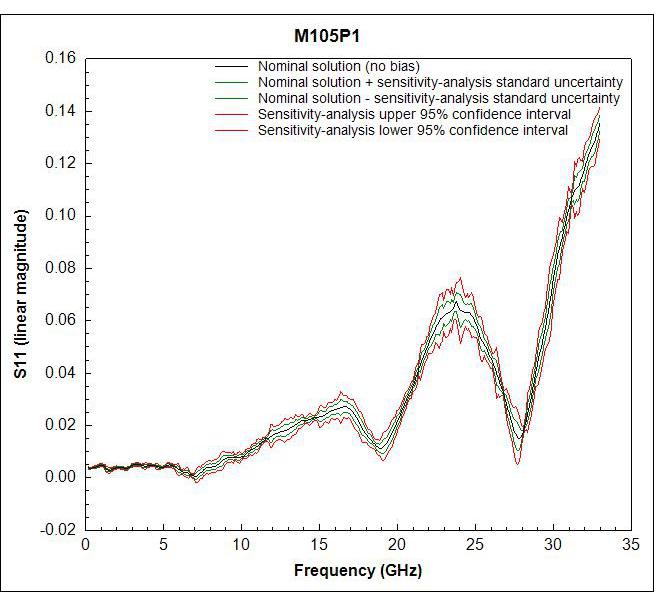 M105P1
0.16
0.14
0.12
0.10
0.08
0.06
0.04
0.02
0.00
-0.02
S11 (linear magnitude)
Nominal solution (no bias)
Nominal solution + sensitivity-analysis standard uncertainty
Nominal solution - sensitivity-analysis standard uncertainty
Sensitivity-analysis upper 95% confidence interval
Sensitivity-analysis lower 95% confidence interval
0 5 10 15 20 25 30 35
Frequency (GHz)